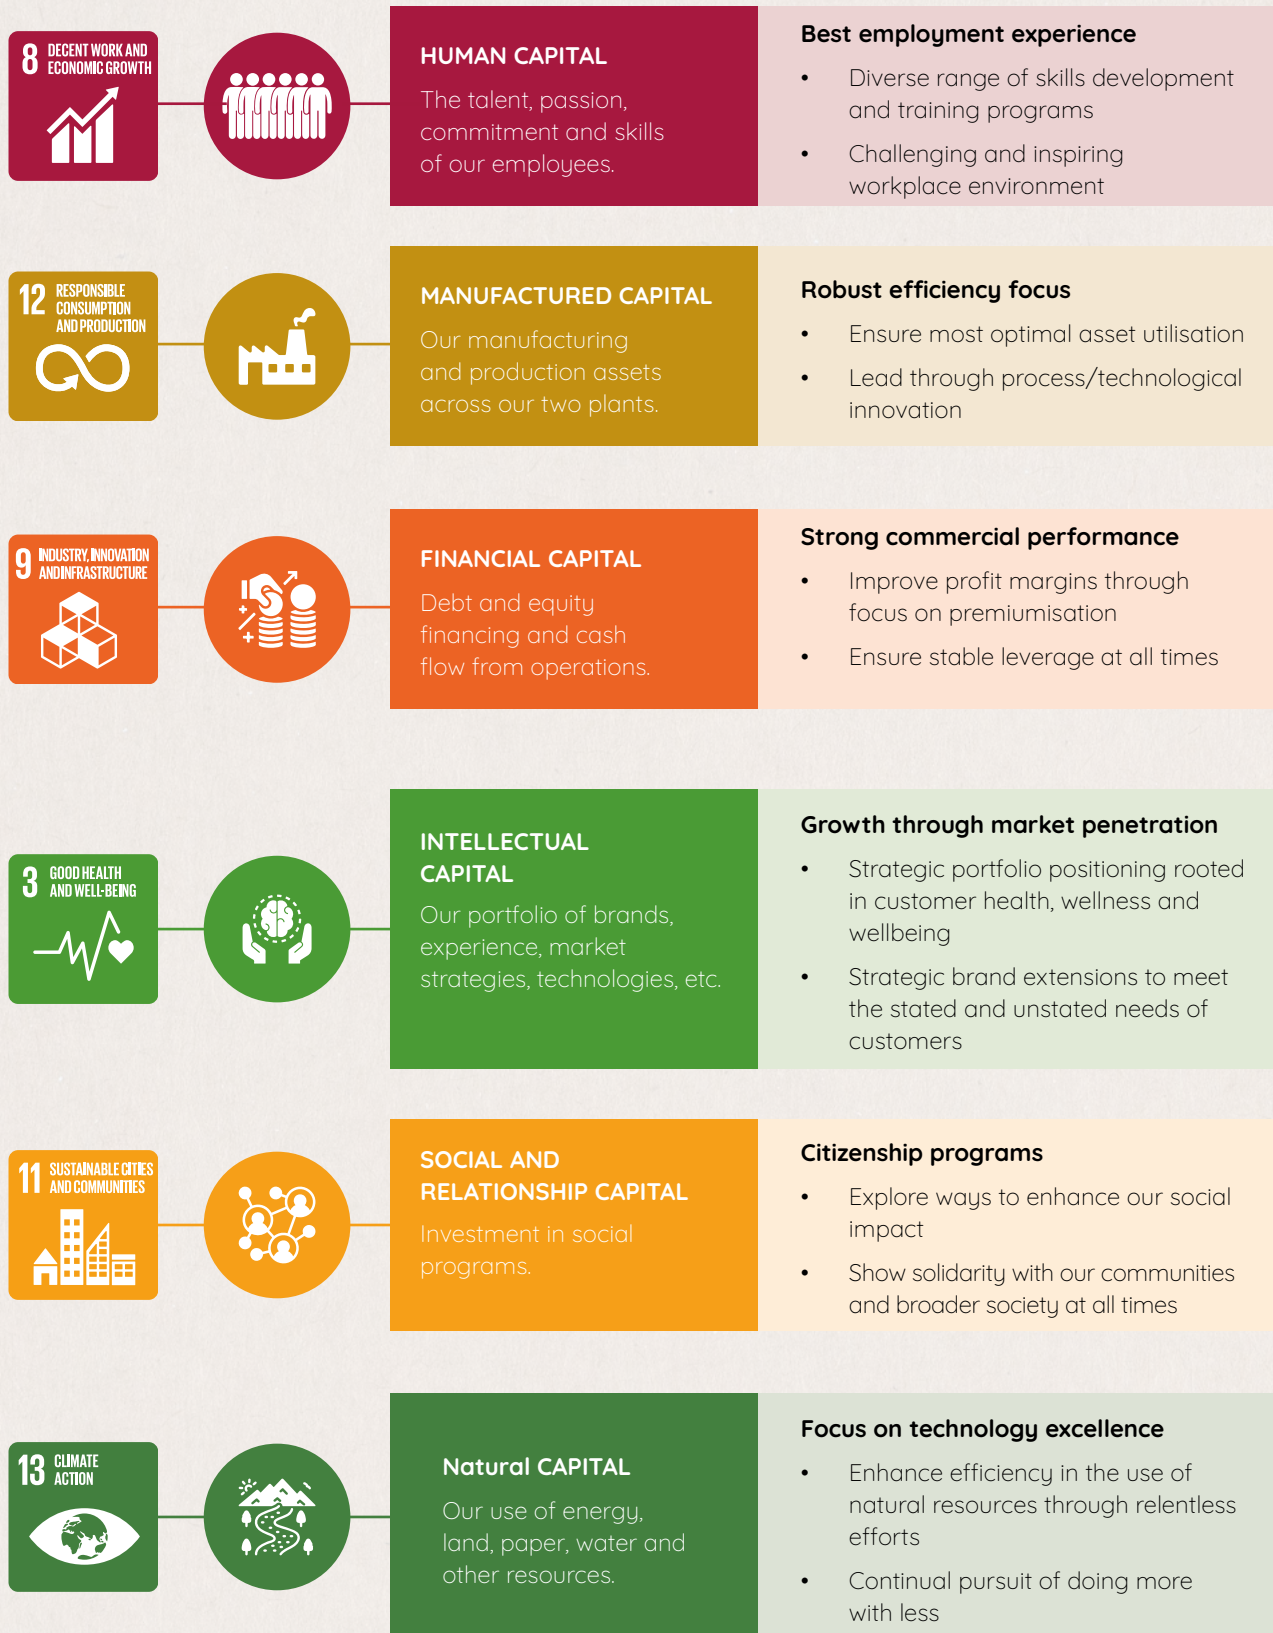 8 DECENT WORK AND
ECONOMIC GROWTH
HUMAN CAPITAL
The talent, passion,
commitment and skills
of our employees.
Best employment experience
• Diverse range of skills development
and training programs
• Challenging and inspiring
workplace environment
12 RESPONSIBLE
CONSUMPTION
AND PRODUCTION
MANUFACTURED CAPITAL
Our manufacturing
and production assets
across our two plants.
Robust efficiency focus
• Ensure most optimal asset utilisation
• Lead through process/technological
innovation
9 INDUSTRY, INNOVATION
AND INFRASTRUCTURE
FINANCIAL CAPITAL
Debt and equity
financing and cash
flow from operations.
Strong commercial performance
• Improve profit margins through
focus on premiumisation
• Ensure stable leverage at all times
3 GOOD HEALTH
AND WELL-BEING
INTELLECTUAL
CAPITAL
Our portfolio of brands,
experience, market
strategies, technologies, etc.
Growth through market penetration
• Strategic portfolio positioning rooted
in customer health, wellness and
wellbeing
• Strategic brand extensions to meet
the stated and unstated needs of
customers
11 SUSTAINABLE CITIES
AND COMMUNITIES
SOCIAL AND
RELATIONSHIP CAPITAL
Investment in social
programs.
Citizenship programs
• Explore ways to enhance our social
impact
• Show solidarity with our communities
and broader society at all times
13 CLIMATE
ACTION
Natural CAPITAL
Our use of energy,
land, paper, water and
other resources.
Focus on technology excellence
• Enhance efficiency in the use of
natural resources through relentless
efforts
• Continual pursuit of doing more
with less